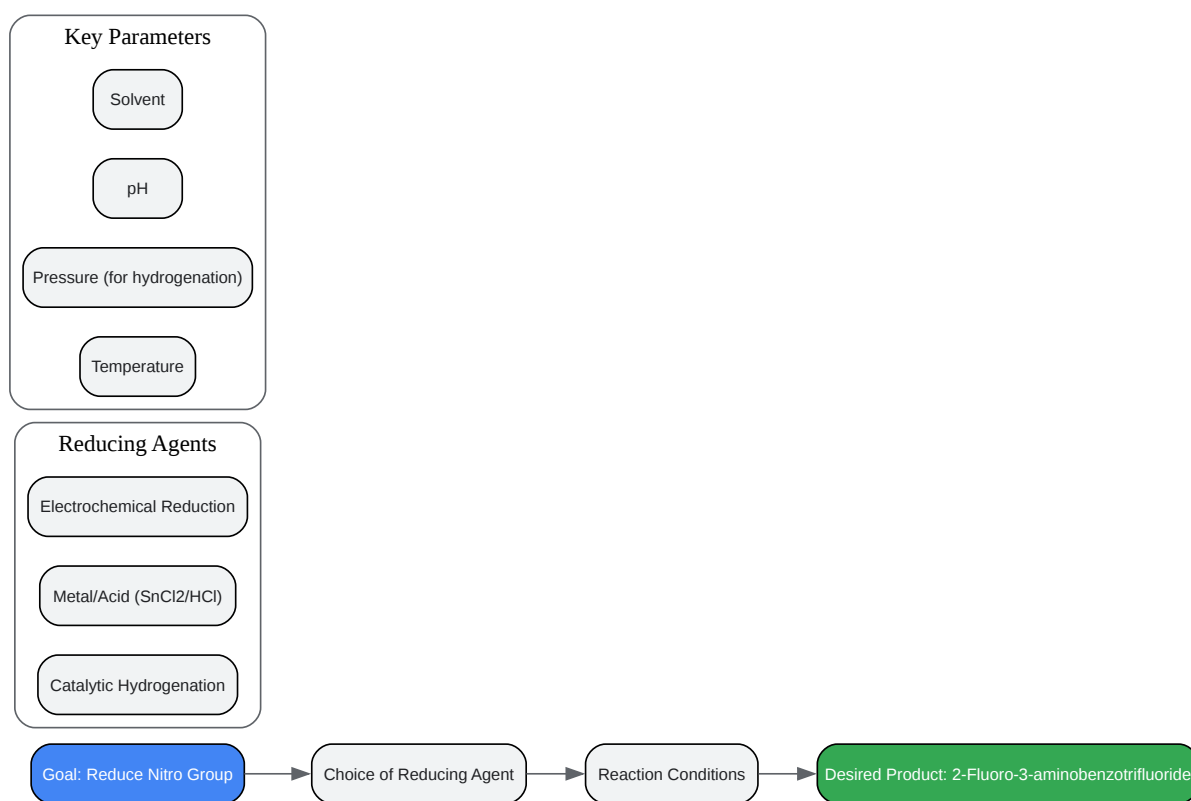 Key Parameters
Solvent
pH
Pressure (for hydrogenation)
Temperature
Reducing Agents
Electrochemical Reduction
Metal/Acid (SnCl2/HCl)
Catalytic Hydrogenation
Goal: Reduce Nitro Group
Choice of Reducing Agent
Reaction Conditions
Desired Product: 2-Fluoro-3-aminobenzotrifluoride